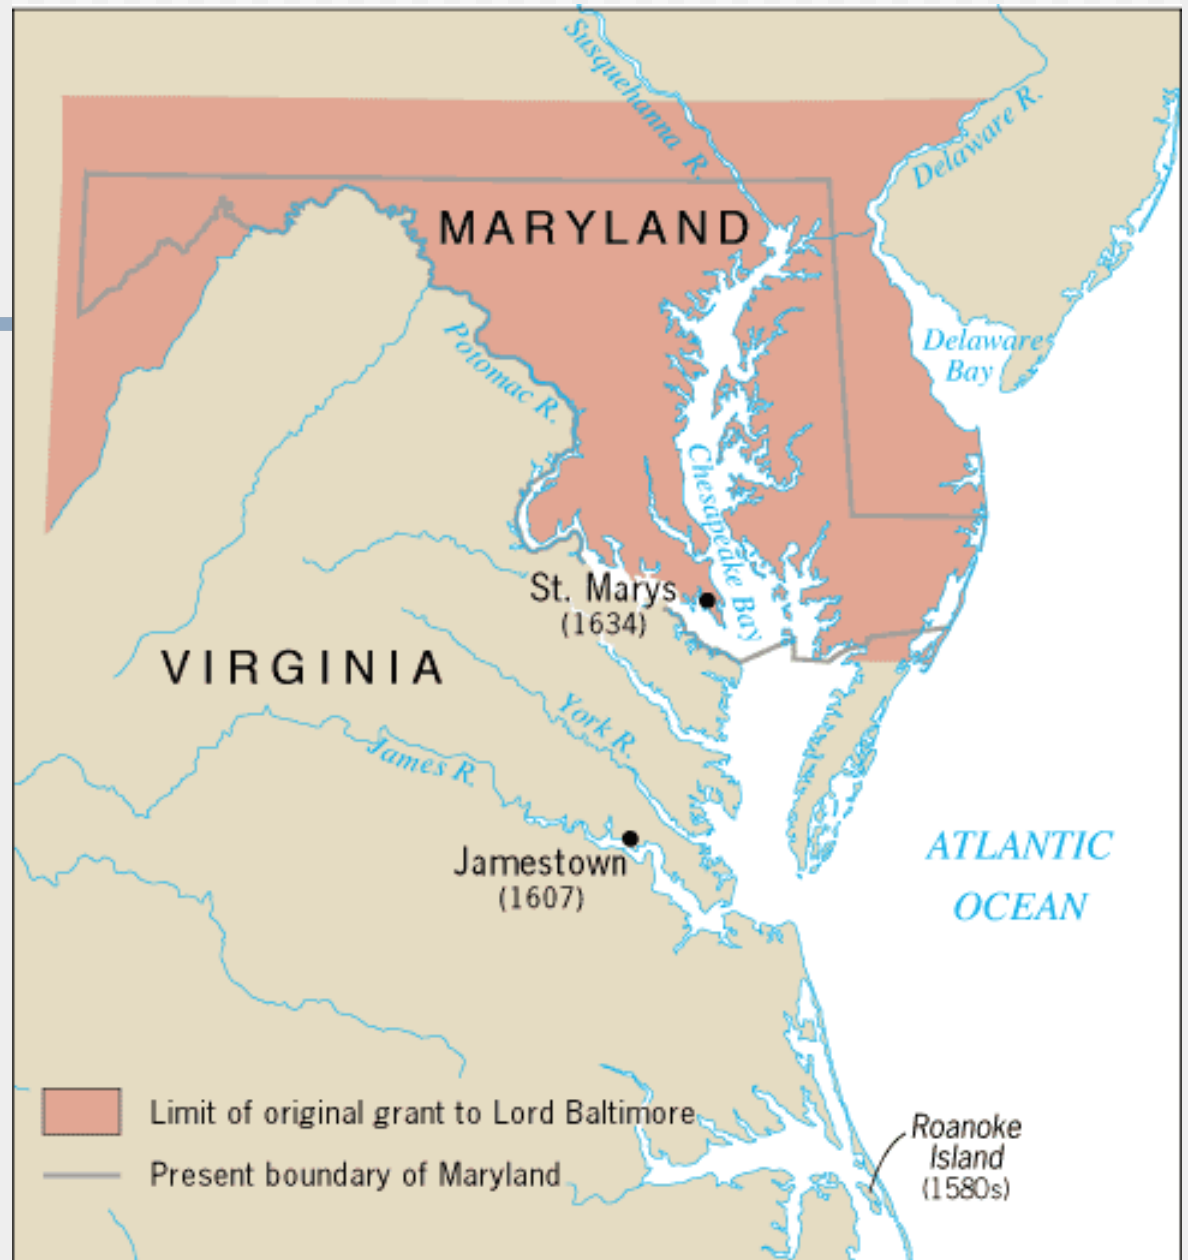 Susquehanna R.
Delaware R.
MARYLAND
Potomac R.
Delaware
Bay
Chesapeake Bay
St. Marys
(1634)
VIRGINIA
York R.
James R.
Jamestown
(1607)
ATLANTIC
OCEAN
Limit of original grant to Lord Baltimore
Present boundary of Maryland
Roanoke
Island
(1580s)